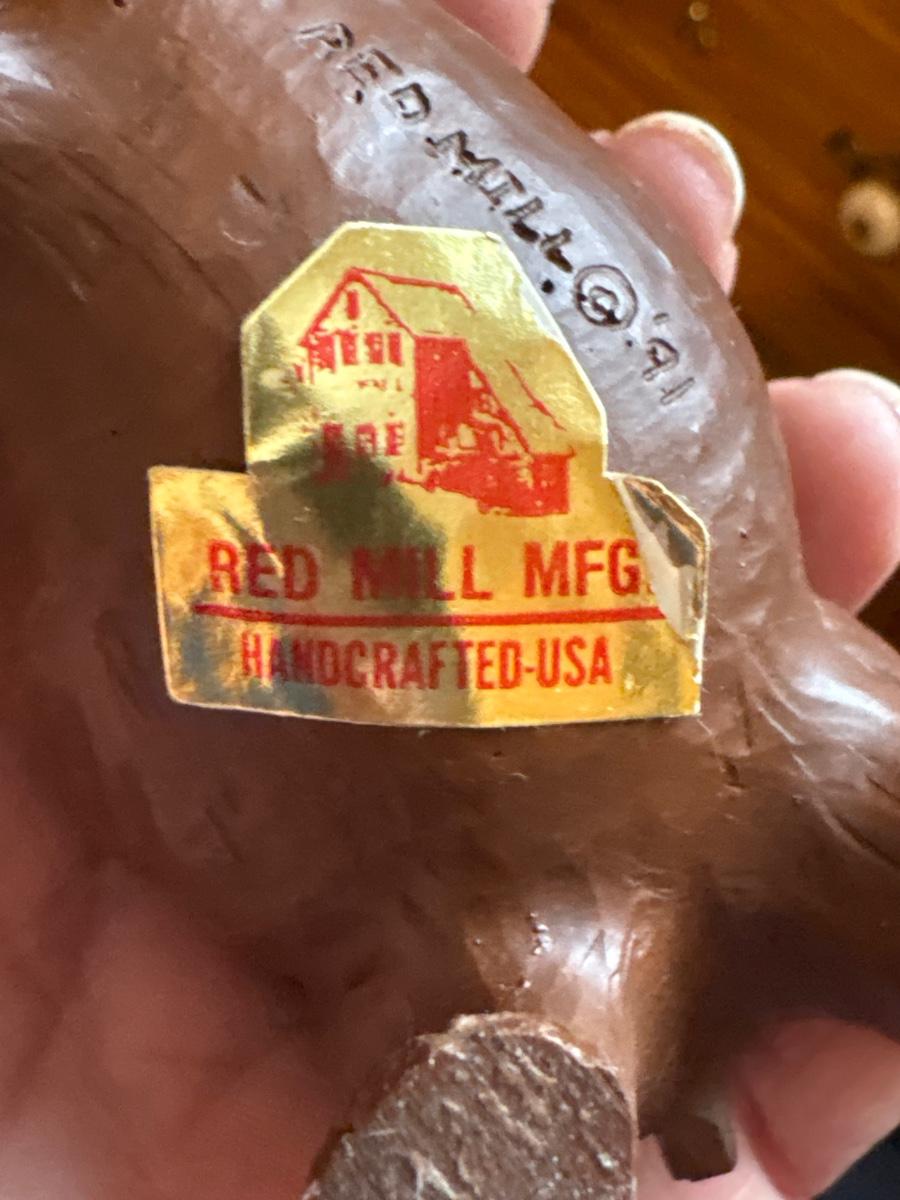 RED MILL © '91
RED MILL MFG.
HANDCRAFTED-USA